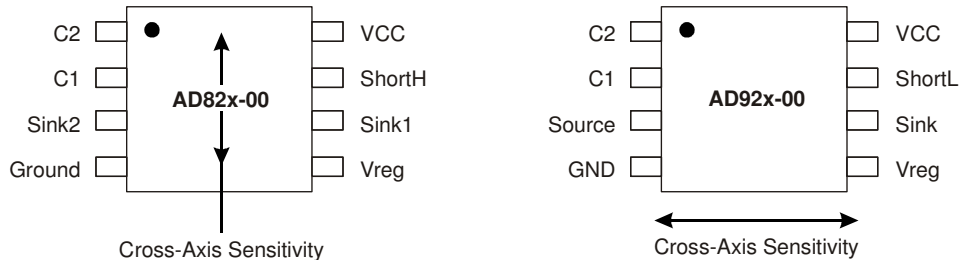 C2 VCC
C1 ShortH
AD82x-00
Sink2 Sink1
Ground Vreg
Cross-Axis Sensitivity
C2 VCC
C1 ShortL
AD92x-00
Source Sink
GND Vreg
Cross-Axis Sensitivity